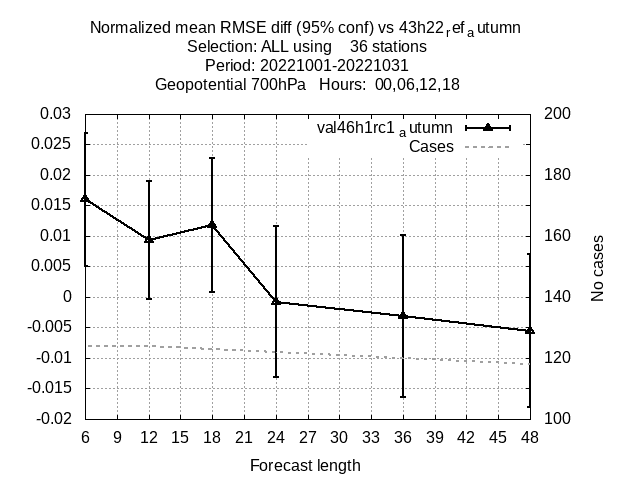 Normalized mean RMSE diff (95% conf) vs 43h22refautumn
Selection: ALL using 36 stations
Period: 20221001-20221031
Geopotential 700hPa Hours: 00,06,12,18
0.03 200
val46h1rc1 a utumn
0.025
Cases
0.02 180
0.015
0.01 160
0.005
0 140
-0.005
-0.01 120
-0.015
-0.02 100
No cases
6 9 12 15 18 21 24 27 30 33 36 39 42 45 48
Forecast length